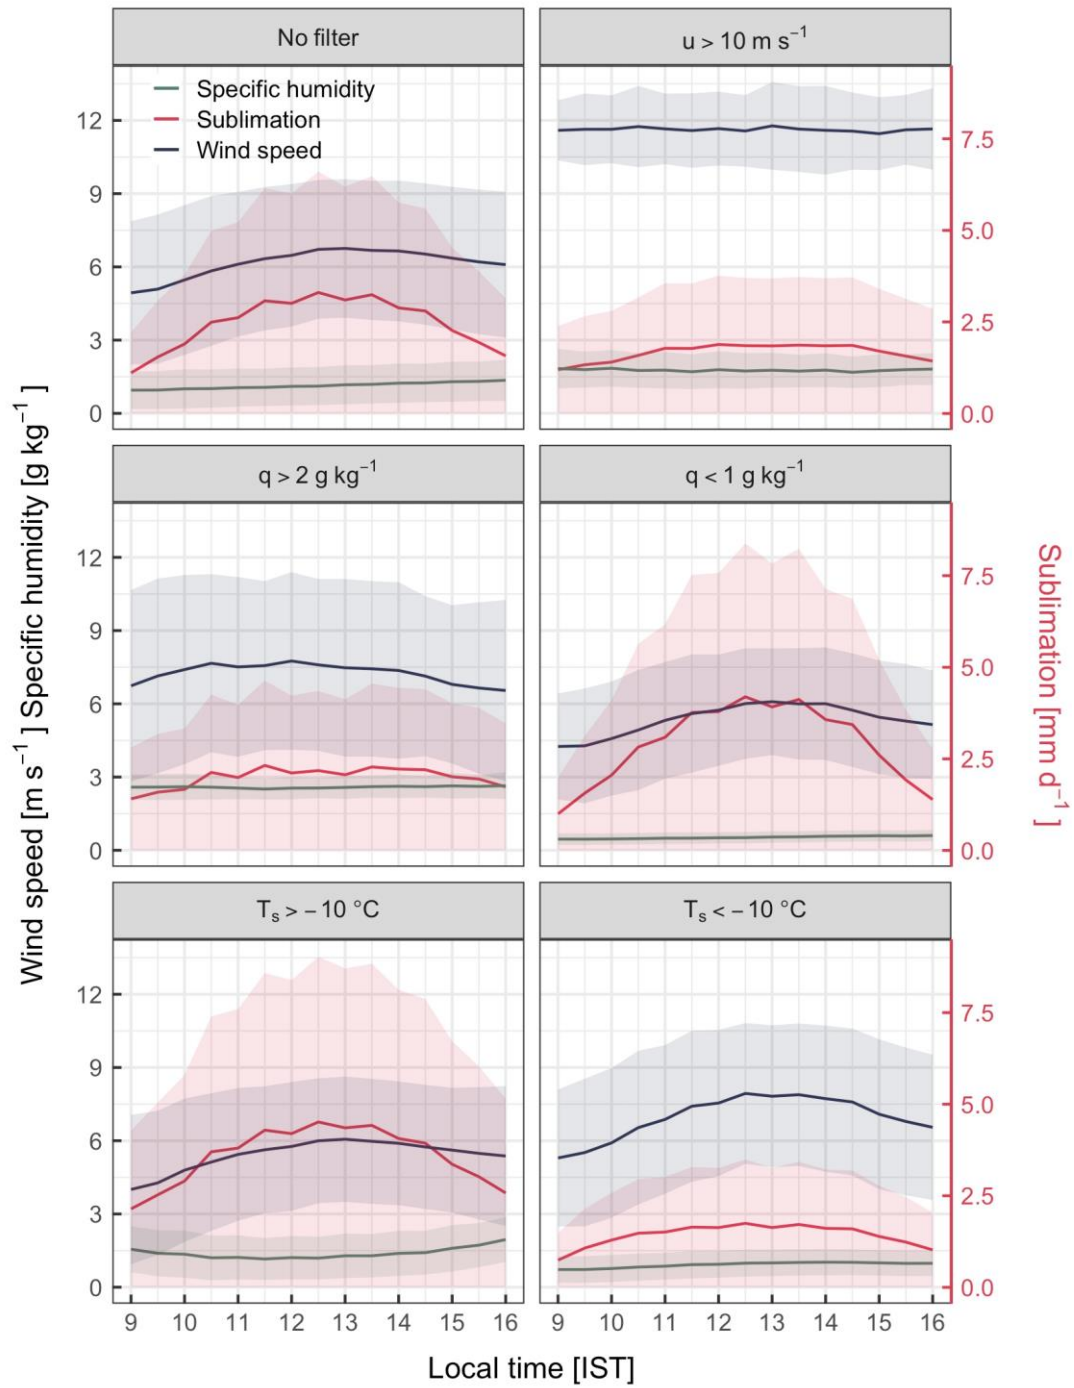 No filter
u > 10 m s⁻¹
Specific humidity
Sublimation
Wind speed
12
9
6
3
0
7.5
5.0
2.5
0.0
q > 2 g kg⁻¹
q < 1 g kg⁻¹
12
9
6
3
0
7.5
5.0
2.5
0.0
Wind speed [m s⁻¹ ] Specific humidity [g kg⁻¹ ]
Sublimation [mm d⁻¹ ]
Tₛ > − 10 °C
Tₛ < − 10 °C
12
9
6
3
0
7.5
5.0
2.5
0.0
9 10 11 12 13 14 15 16
9 10 11 12 13 14 15 16
Local time [IST]